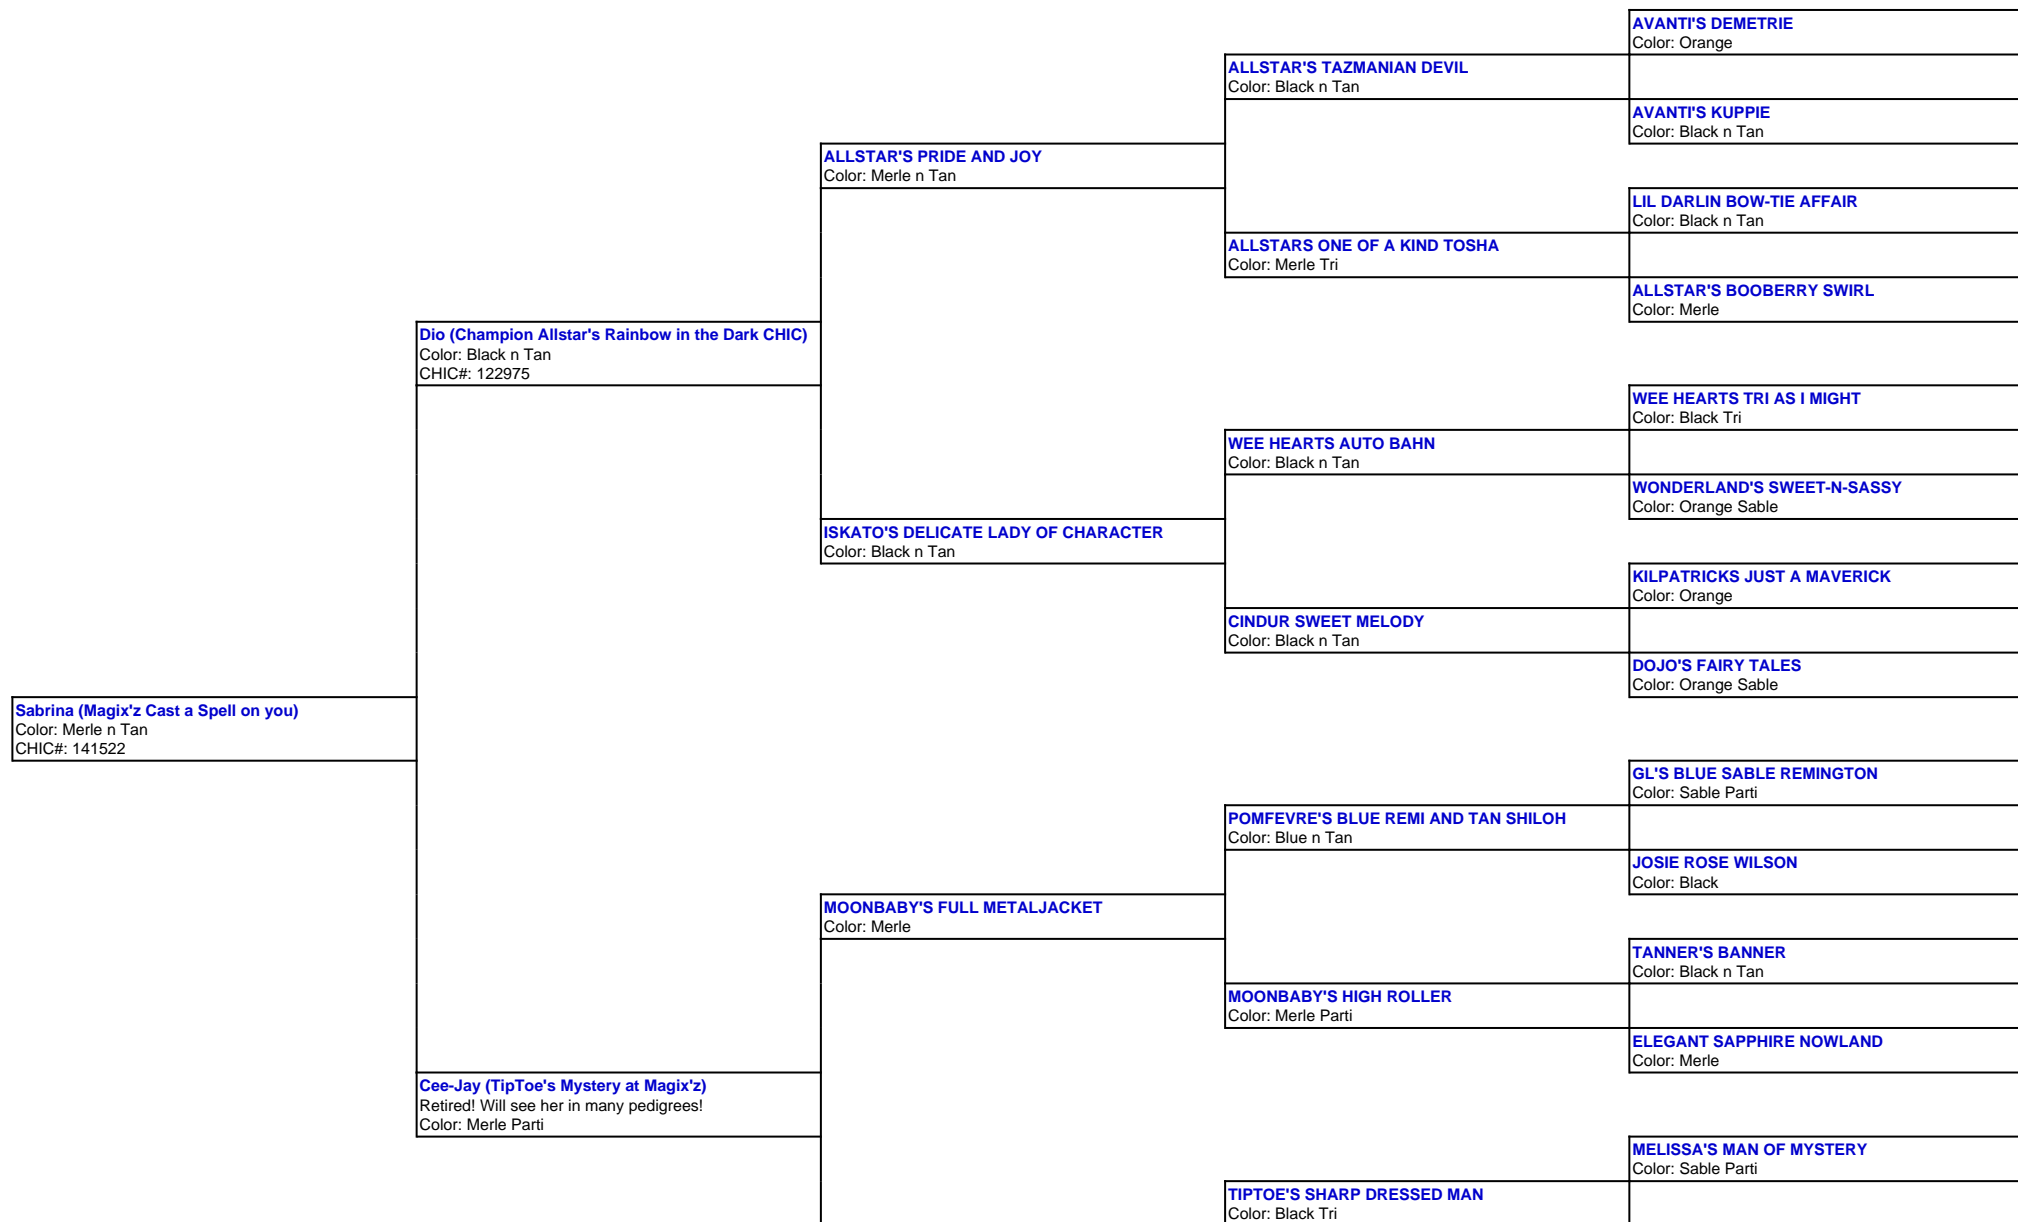 AVANTI'S DEMETRIE
Color: Orange
ALLSTAR'S TAZMANIAN DEVIL
Color: Black n Tan
AVANTI'S KUPPIE
Color: Black n Tan
ALLSTAR'S PRIDE AND JOY
Color: Merle n Tan
LIL DARLIN BOW-TIE AFFAIR
Color: Black n Tan
ALLSTARS ONE OF A KIND TOSHA
Color: Merle Tri
ALLSTAR'S BOOBERRY SWIRL
Color: Merle
Dio (Champion Allstar's Rainbow in the Dark CHIC)
Color: Black n Tan
CHIC#: 122975
WEE HEARTS TRI AS I MIGHT
Color: Black Tri
WEE HEARTS AUTO BAHN
Color: Black n Tan
WONDERLAND'S SWEET-N-SASSY
Color: Orange Sable
ISKATO'S DELICATE LADY OF CHARACTER
Color: Black n Tan
KILPATRICKS JUST A MAVERICK
Color: Orange
CINDUR SWEET MELODY
Color: Black n Tan
DOJO'S FAIRY TALES
Color: Orange Sable
Sabrina (Magix'z Cast a Spell on you)
Color: Merle n Tan
CHIC#: 141522
GL'S BLUE SABLE REMINGTON
Color: Sable Parti
POMFEVRE'S BLUE REMI AND TAN SHILOH
Color: Blue n Tan
JOSIE ROSE WILSON
Color: Black
MOONBABY'S FULL METALJACKET
Color: Merle
TANNER'S BANNER
Color: Black n Tan
MOONBABY'S HIGH ROLLER
Color: Merle Parti
ELEGANT SAPPHIRE NOWLAND
Color: Merle
Cee-Jay (TipToe's Mystery at Magix'z)
Retired! Will see her in many pedigrees!
Color: Merle Parti
MELISSA'S MAN OF MYSTERY
Color: Sable Parti
TIPTOE'S SHARP DRESSED MAN
Color: Black Tri